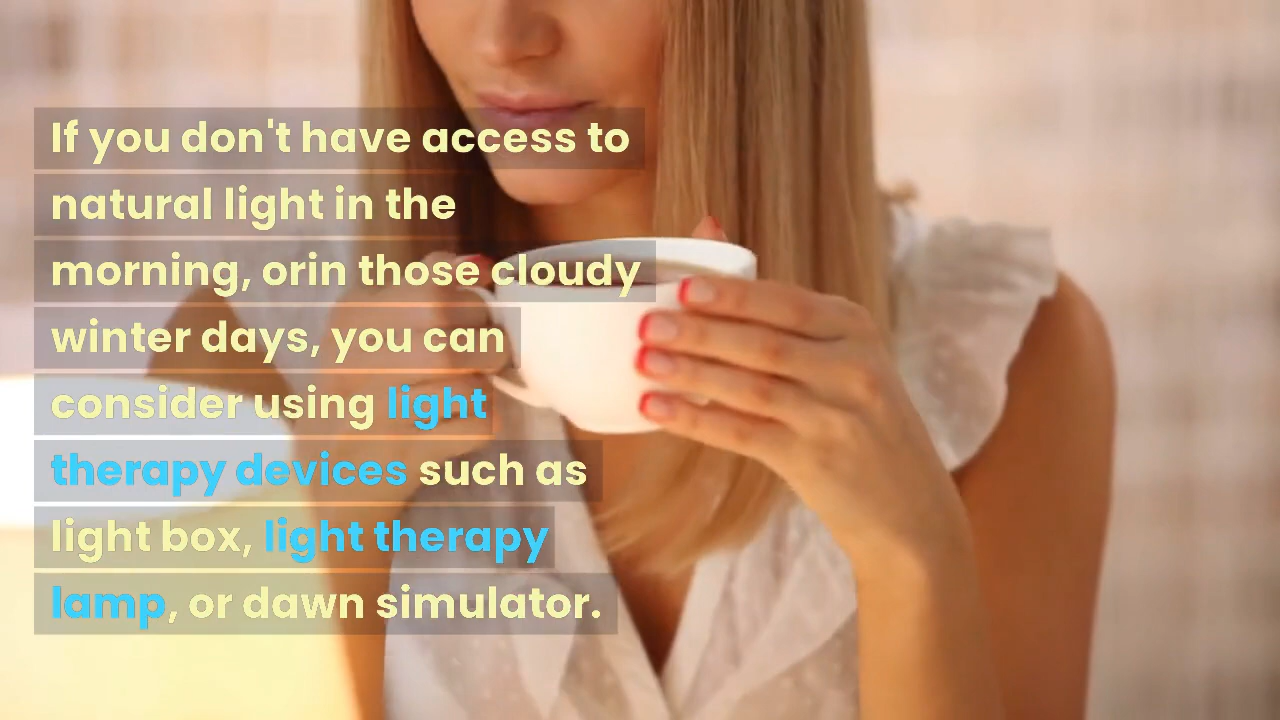 If you don't have access to
natural light in the
morning, orin those cloudy
winter days, you can
consider using light
therapy devices such as
light box, light therapy
lamp, or dawn simulator.